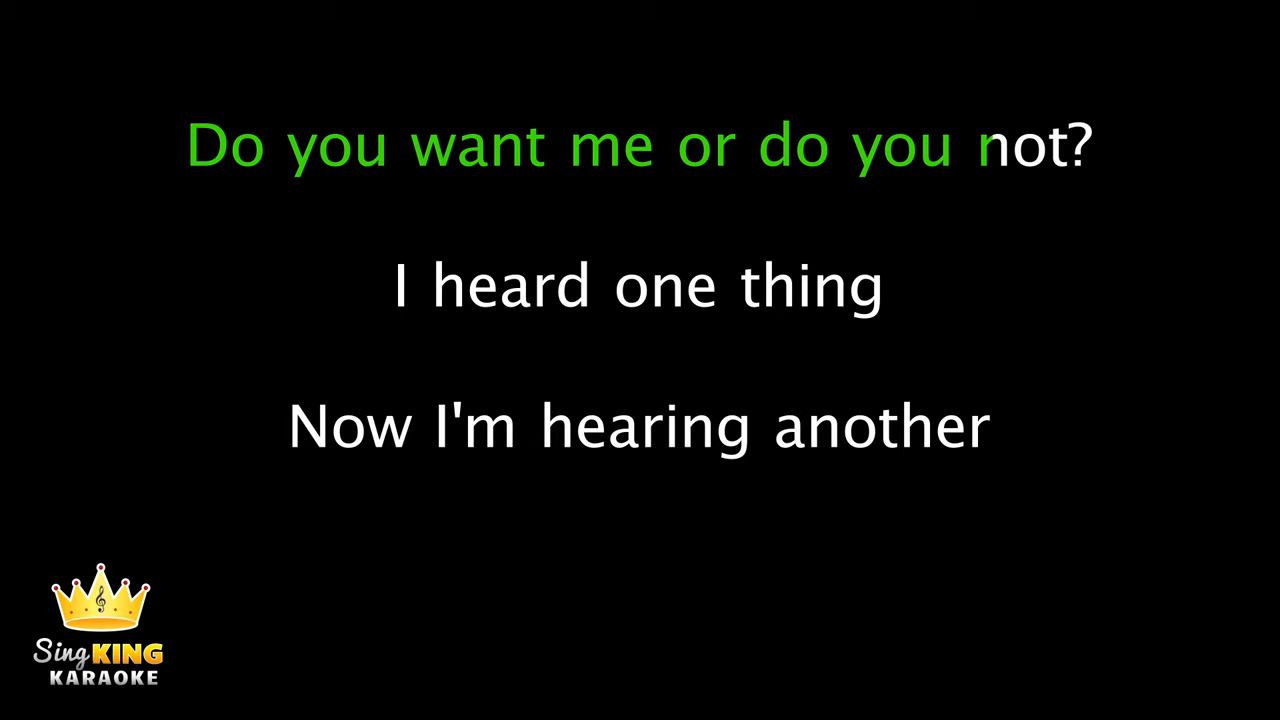 Do you want me or do you not?
I heard one thing
Now I'm hearing another
Sing KING
KARAOKE